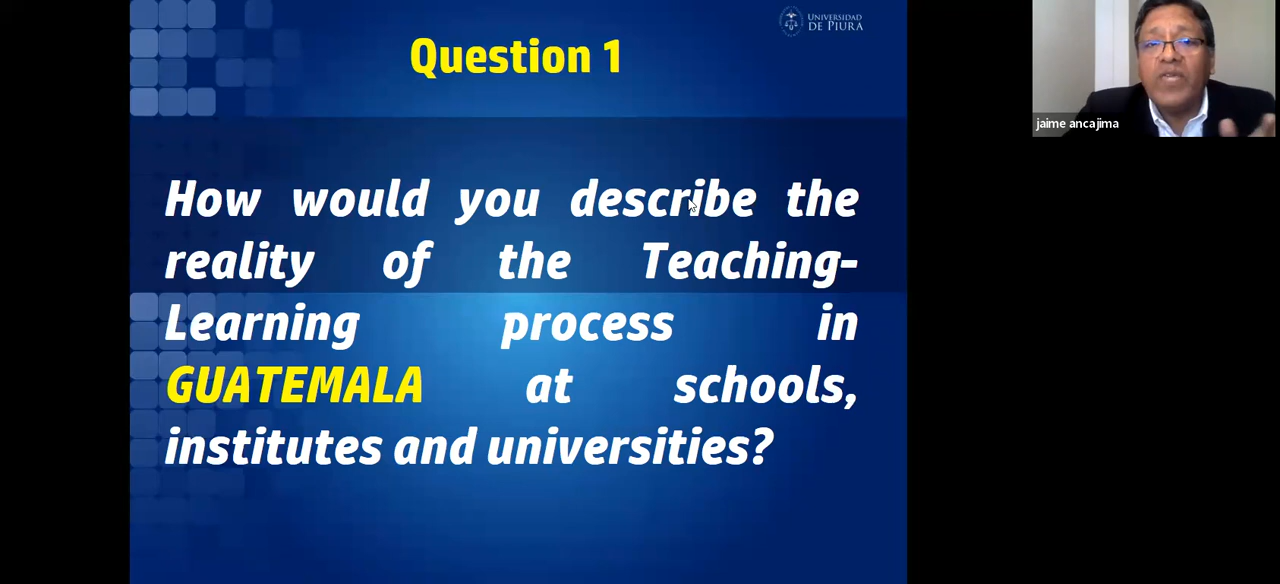 Question 1
UNIVERSIDAD
DE PIURA
jaime ancajima
How would you describe the
reality of the Teaching-
Learning process in
GUATEMALA at schools,
institutes and universities?